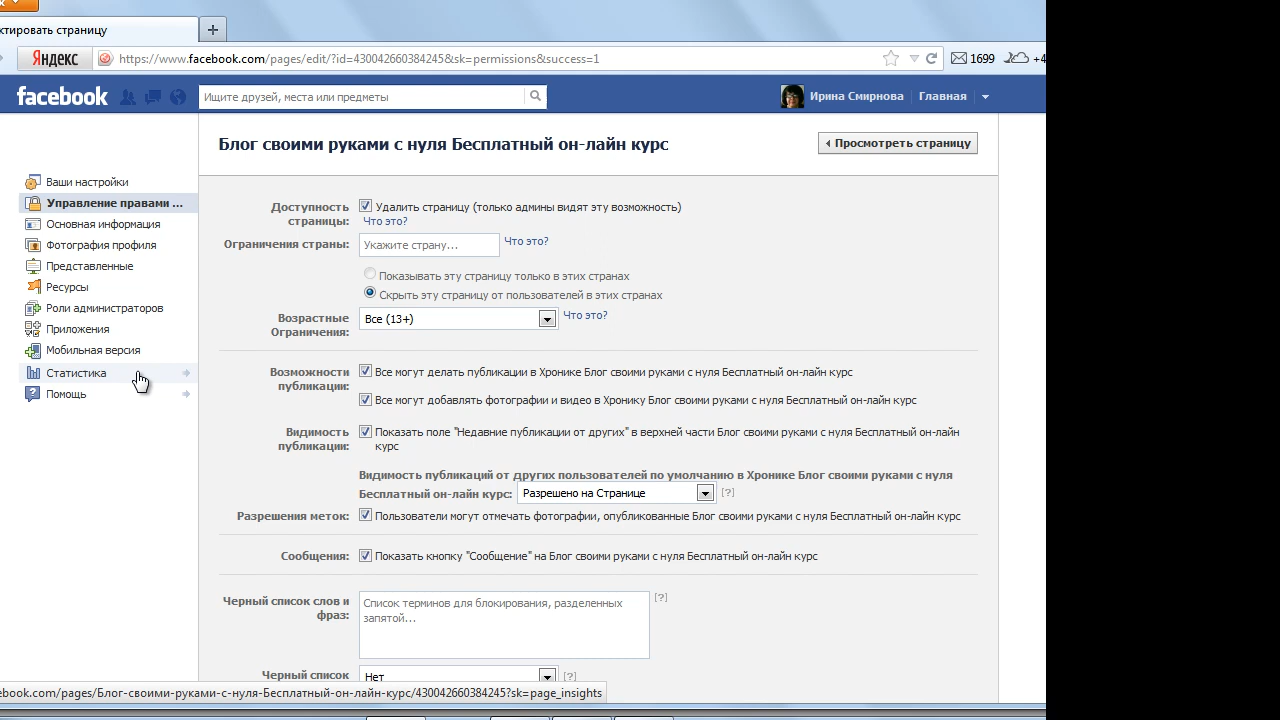 ктировать страницу
Яндекс
https://www.facebook.com/pages/edit/?id=430042660384245&sk=permissions&success=1
1699
+4
facebook
Ищите друзей, места или предметы
Ирина Смирнова
Главная
Блог своими руками с нуля Бесплатный он-лайн курс
Просмотреть страницу
Ваши настройки
Управление правами ...
Основная информация
Фотография профиля
Представленные
Ресурсы
Роли администраторов
Приложения
Мобильная версия
Статистика
Помощь
Доступность
страницы:
Удалить страницу (только админы видят эту возможность)
Что это?
Ограничения страны:
Укажите страну...
Что это?
Показывать эту страницу только в этих странах
Скрыть эту страницу от пользователей в этих странах
Возрастные
Ограничения:
Все (13+)
Что это?
Возможности
публикации:
Все могут делать публикации в Хронике Блог своими руками с нуля Бесплатный он-лайн курс
Все могут добавлять фотографии и видео в Хронику Блог своими руками с нуля Бесплатный он-лайн курс
Видимость
публикации:
Показать поле "Недавние публикации от других" в верхней части Блог своими руками с нуля Бесплатный он-лайн
курс
Видимость публикаций от других пользователей по умолчанию в Хронике Блог своими руками с нуля
Бесплатный он-лайн курс:
Разрешено на Странице
[?]
Разрешения меток:
Пользователи могут отмечать фотографии, опубликованные Блог своими руками с нуля Бесплатный он-лайн курс
Сообщения:
Показать кнопку "Сообщение" на Блог своими руками с нуля Бесплатный он-лайн курс
Черный список слов и
фраз:
Список терминов для блокирования, разделенных
запятой...
[?]
Черный список
Нет
[?]
ebook.com/pages/Блог-своими-руками-с-нуля-Бесплатный-он-лайн-курс/430042660384245?sk=page_insights